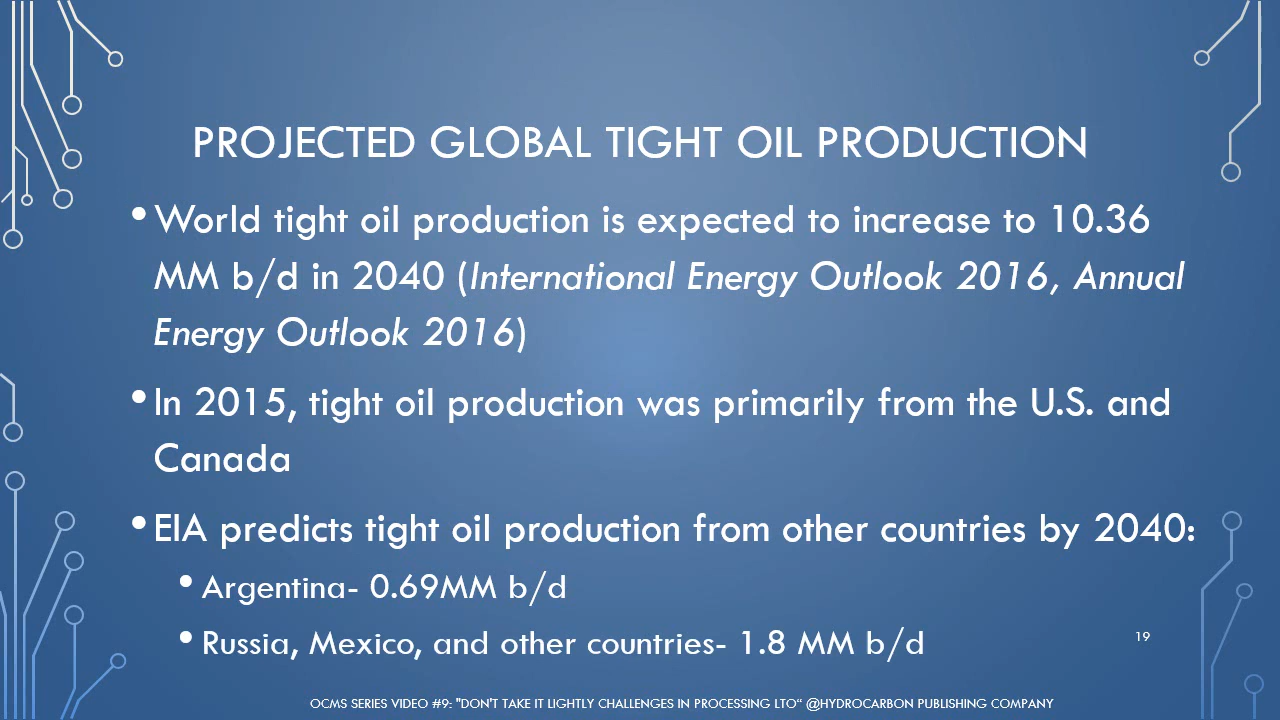 PROJECTED GLOBAL TIGHT OIL PRODUCTION
• World tight oil production is expected to increase to 10.36
MM b/d in 2040 (International Energy Outlook 2016, Annual
Energy Outlook 2016)
• In 2015, tight oil production was primarily from the U.S. and
Canada
• EIA predicts tight oil production from other countries by 2040:
• Argentina- 0.69MM b/d
• Russia, Mexico, and other countries- 1.8 MM b/d
19
OCMS SERIES VIDEO #9: "DON'T TAKE IT LIGHTLY CHALLENGES IN PROCESSING LTO“ @HYDROCARBON PUBLISHING COMPANY